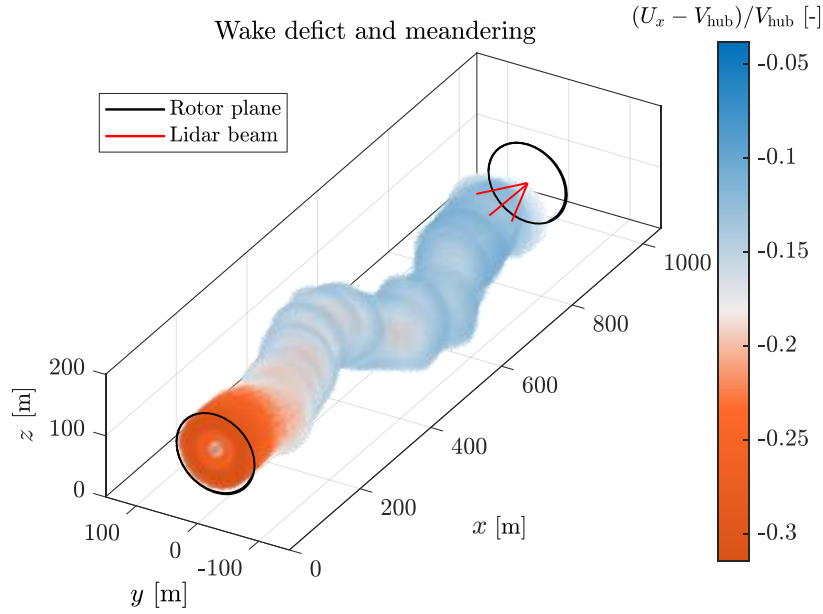 Wake defict and meandering
(U_x − V_hub)/V_hub [-]
Rotor plane
Lidar beam
-0.05
-0.1
-0.15
-0.2
-0.25
-0.3
200
100
0
z [m]
100
0
-100
y [m]
0
200
400
600
800
1000
x [m]